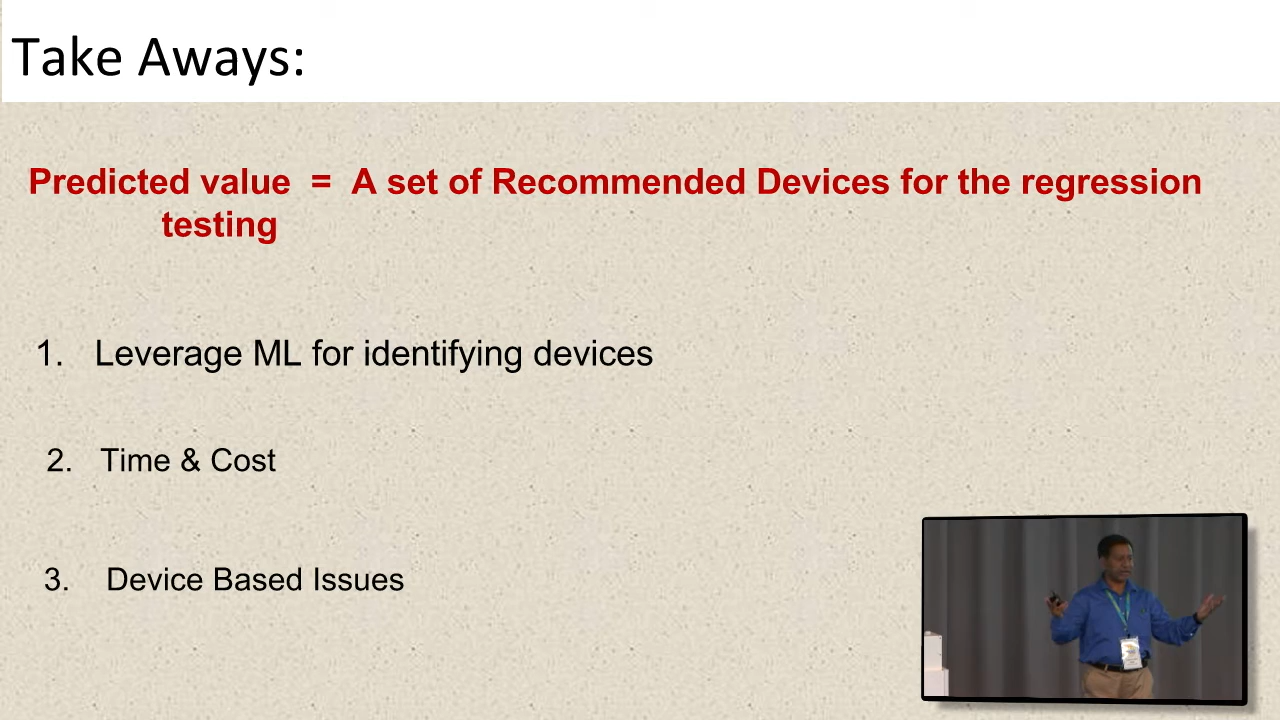 Take Aways:
Predicted value = A set of Recommended Devices for the regression
testing
1. Leverage ML for identifying devices
2. Time & Cost
3. Device Based Issues